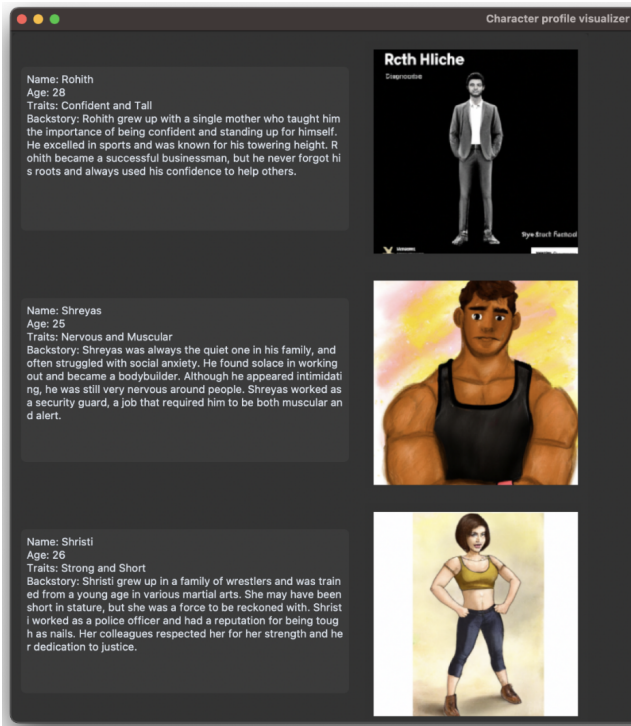 Character profile visualizer
Name: Rohith
Age: 28
Traits: Confident and Tall
Backstory: Rohith grew up with a single mother who taught him
the importance of being confident and standing up for himself.
He excelled in sports and was known for his towering height. R
ohith became a successful businessman, but he never forgot hi
s roots and always used his confidence to help others.
Rcth Hliche
Name: Shreyas
Age: 25
Traits: Nervous and Muscular
Backstory: Shreyas was always the quiet one in his family, and
often struggled with social anxiety. He found solace in working
out and became a bodybuilder. Although he appeared intimidati
ng, he was still very nervous around people. Shreyas worked as
a security guard, a job that required him to be both muscular an
d alert.
Name: Shristi
Age: 26
Traits: Strong and Short
Backstory: Shristi grew up in a family of wrestlers and was train
ed from a young age in various martial arts. She may have been
short in stature, but she was a force to be reckoned with. Shrist
i worked as a police officer and had a reputation for being toug
h as nails. Her colleagues respected her for her strength and he
r dedication to justice.